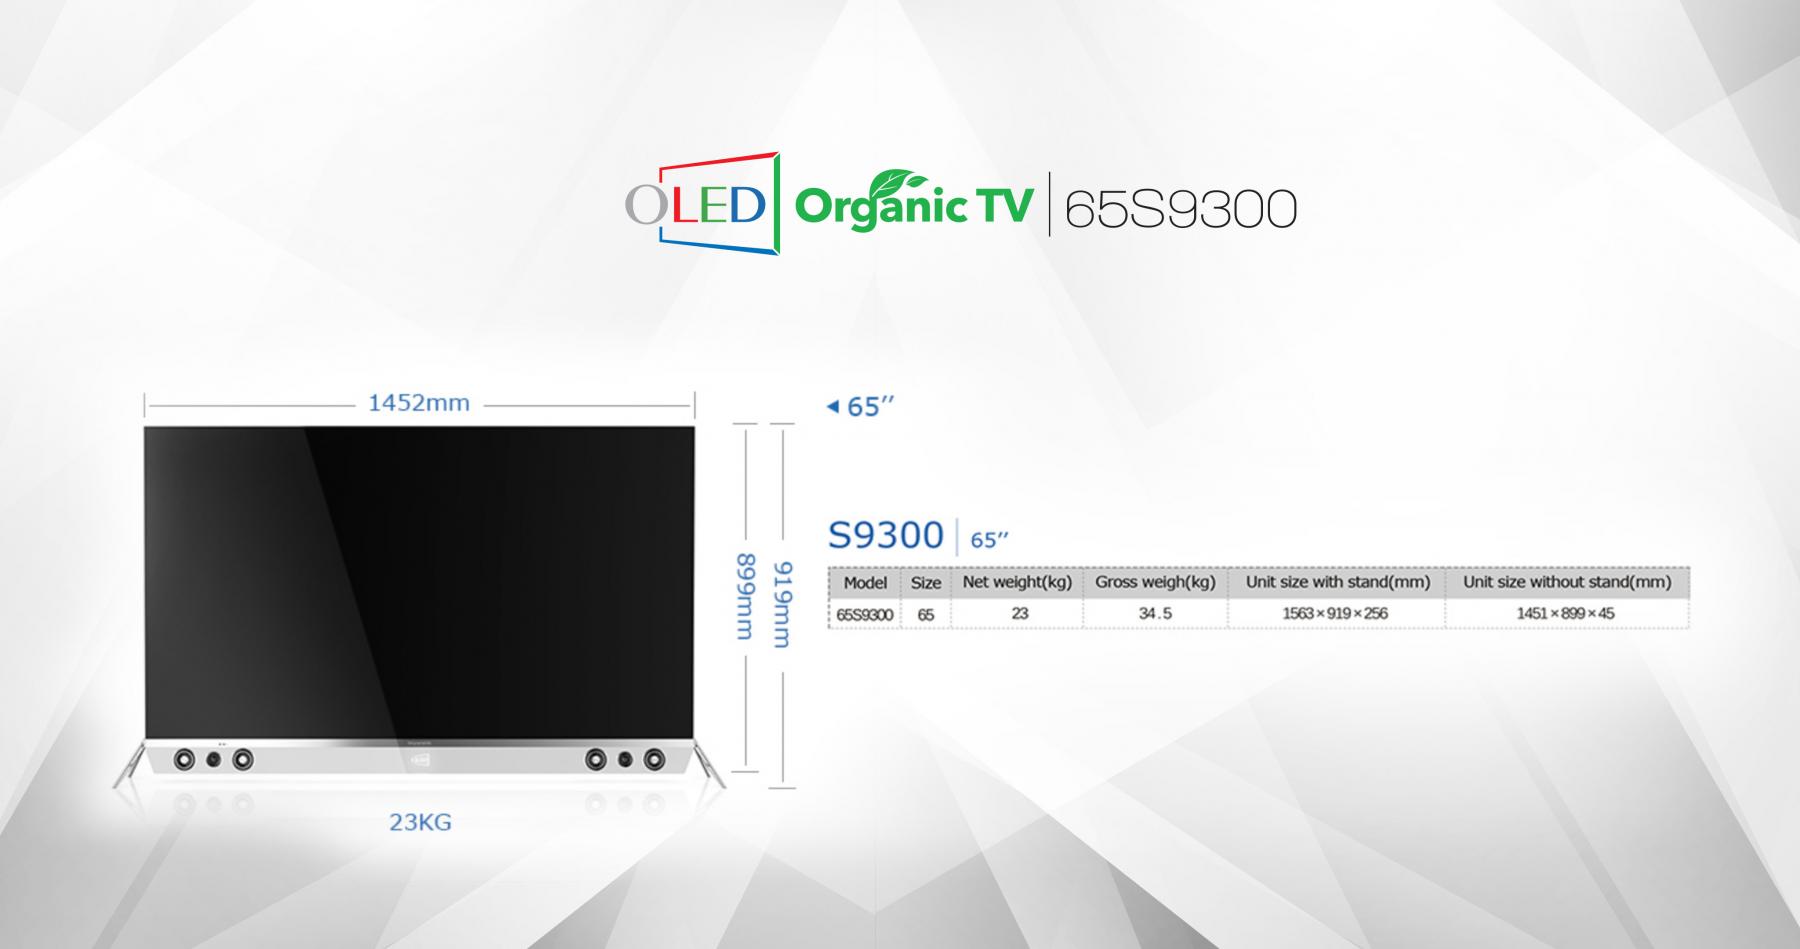 OLED Organic TV 65S9300
1452mm
65″
899mm
919mm
23KG
S9300 65″
Model Size Net weight(kg) Gross weigh(kg) Unit size with stand(mm) Unit size without stand(mm)
65S9300 65 23 34.5 1563×919×256 1451×899×45